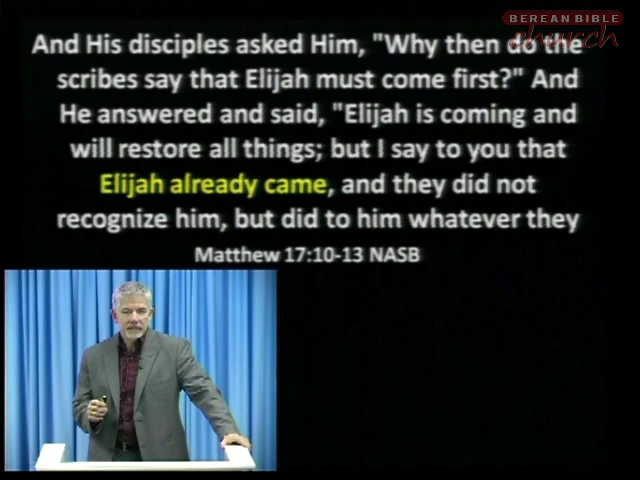 BEREAN BIBLE
church
And His disciples asked Him, "Why then do the
scribes say that Elijah must come first?" And
He answered and said, "Elijah is coming and
will restore all things; but I say to you that
Elijah already came, and they did not
recognize him, but did to him whatever they
Matthew 17:10-13 NASB